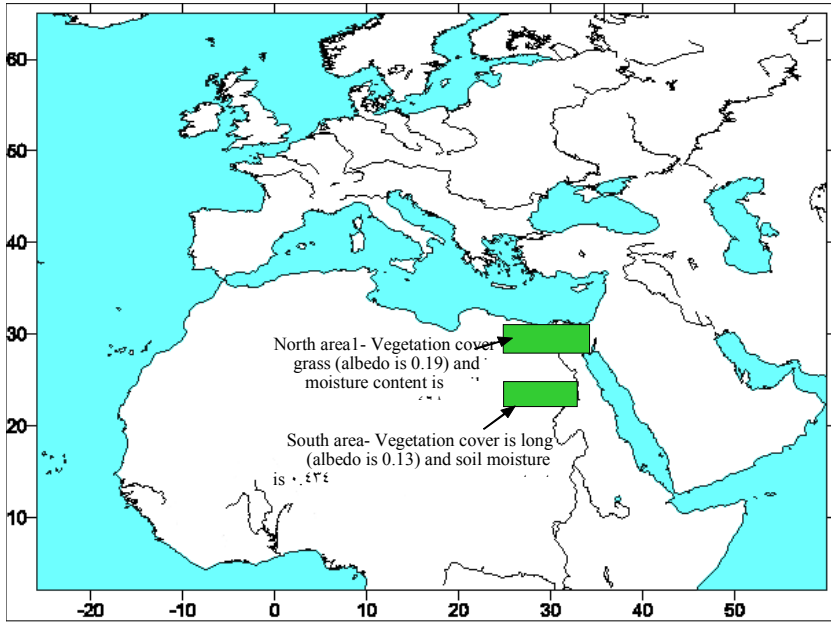 60
50
40
30
North area1- Vegetation cover
grass (albedo is 0.19) and
moisture content is
20
South area- Vegetation cover is long
(albedo is 0.13) and soil moisture
is ٠.٤٣٤
10
-20 -10 0 10 20 30 40 50